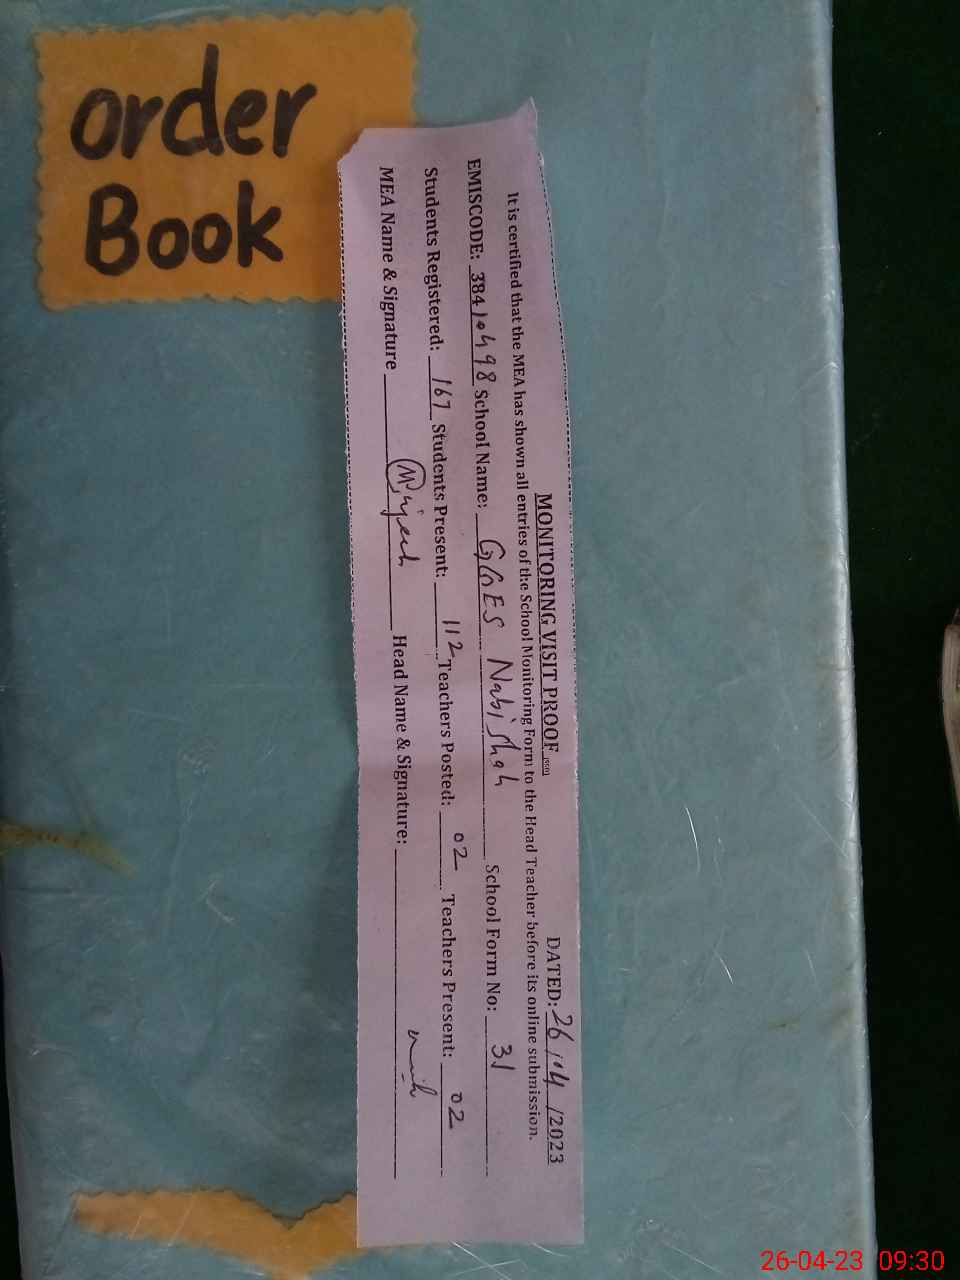 order
Book
MONITORING VISIT PROOF
DATED: 26/04/2023
It is certified that the MEA has shown all entries of the School Monitoring Form to the Head Teacher before its online submission.
EMISCODE: 38410498 School Name: GGES Nabi Shah School Form No: 31
Students Registered: 167 Students Present: 112 Teachers Posted: 02 Teachers Present: 02
MEA Name & Signature Head Name & Signature:
26-04-23 09:30